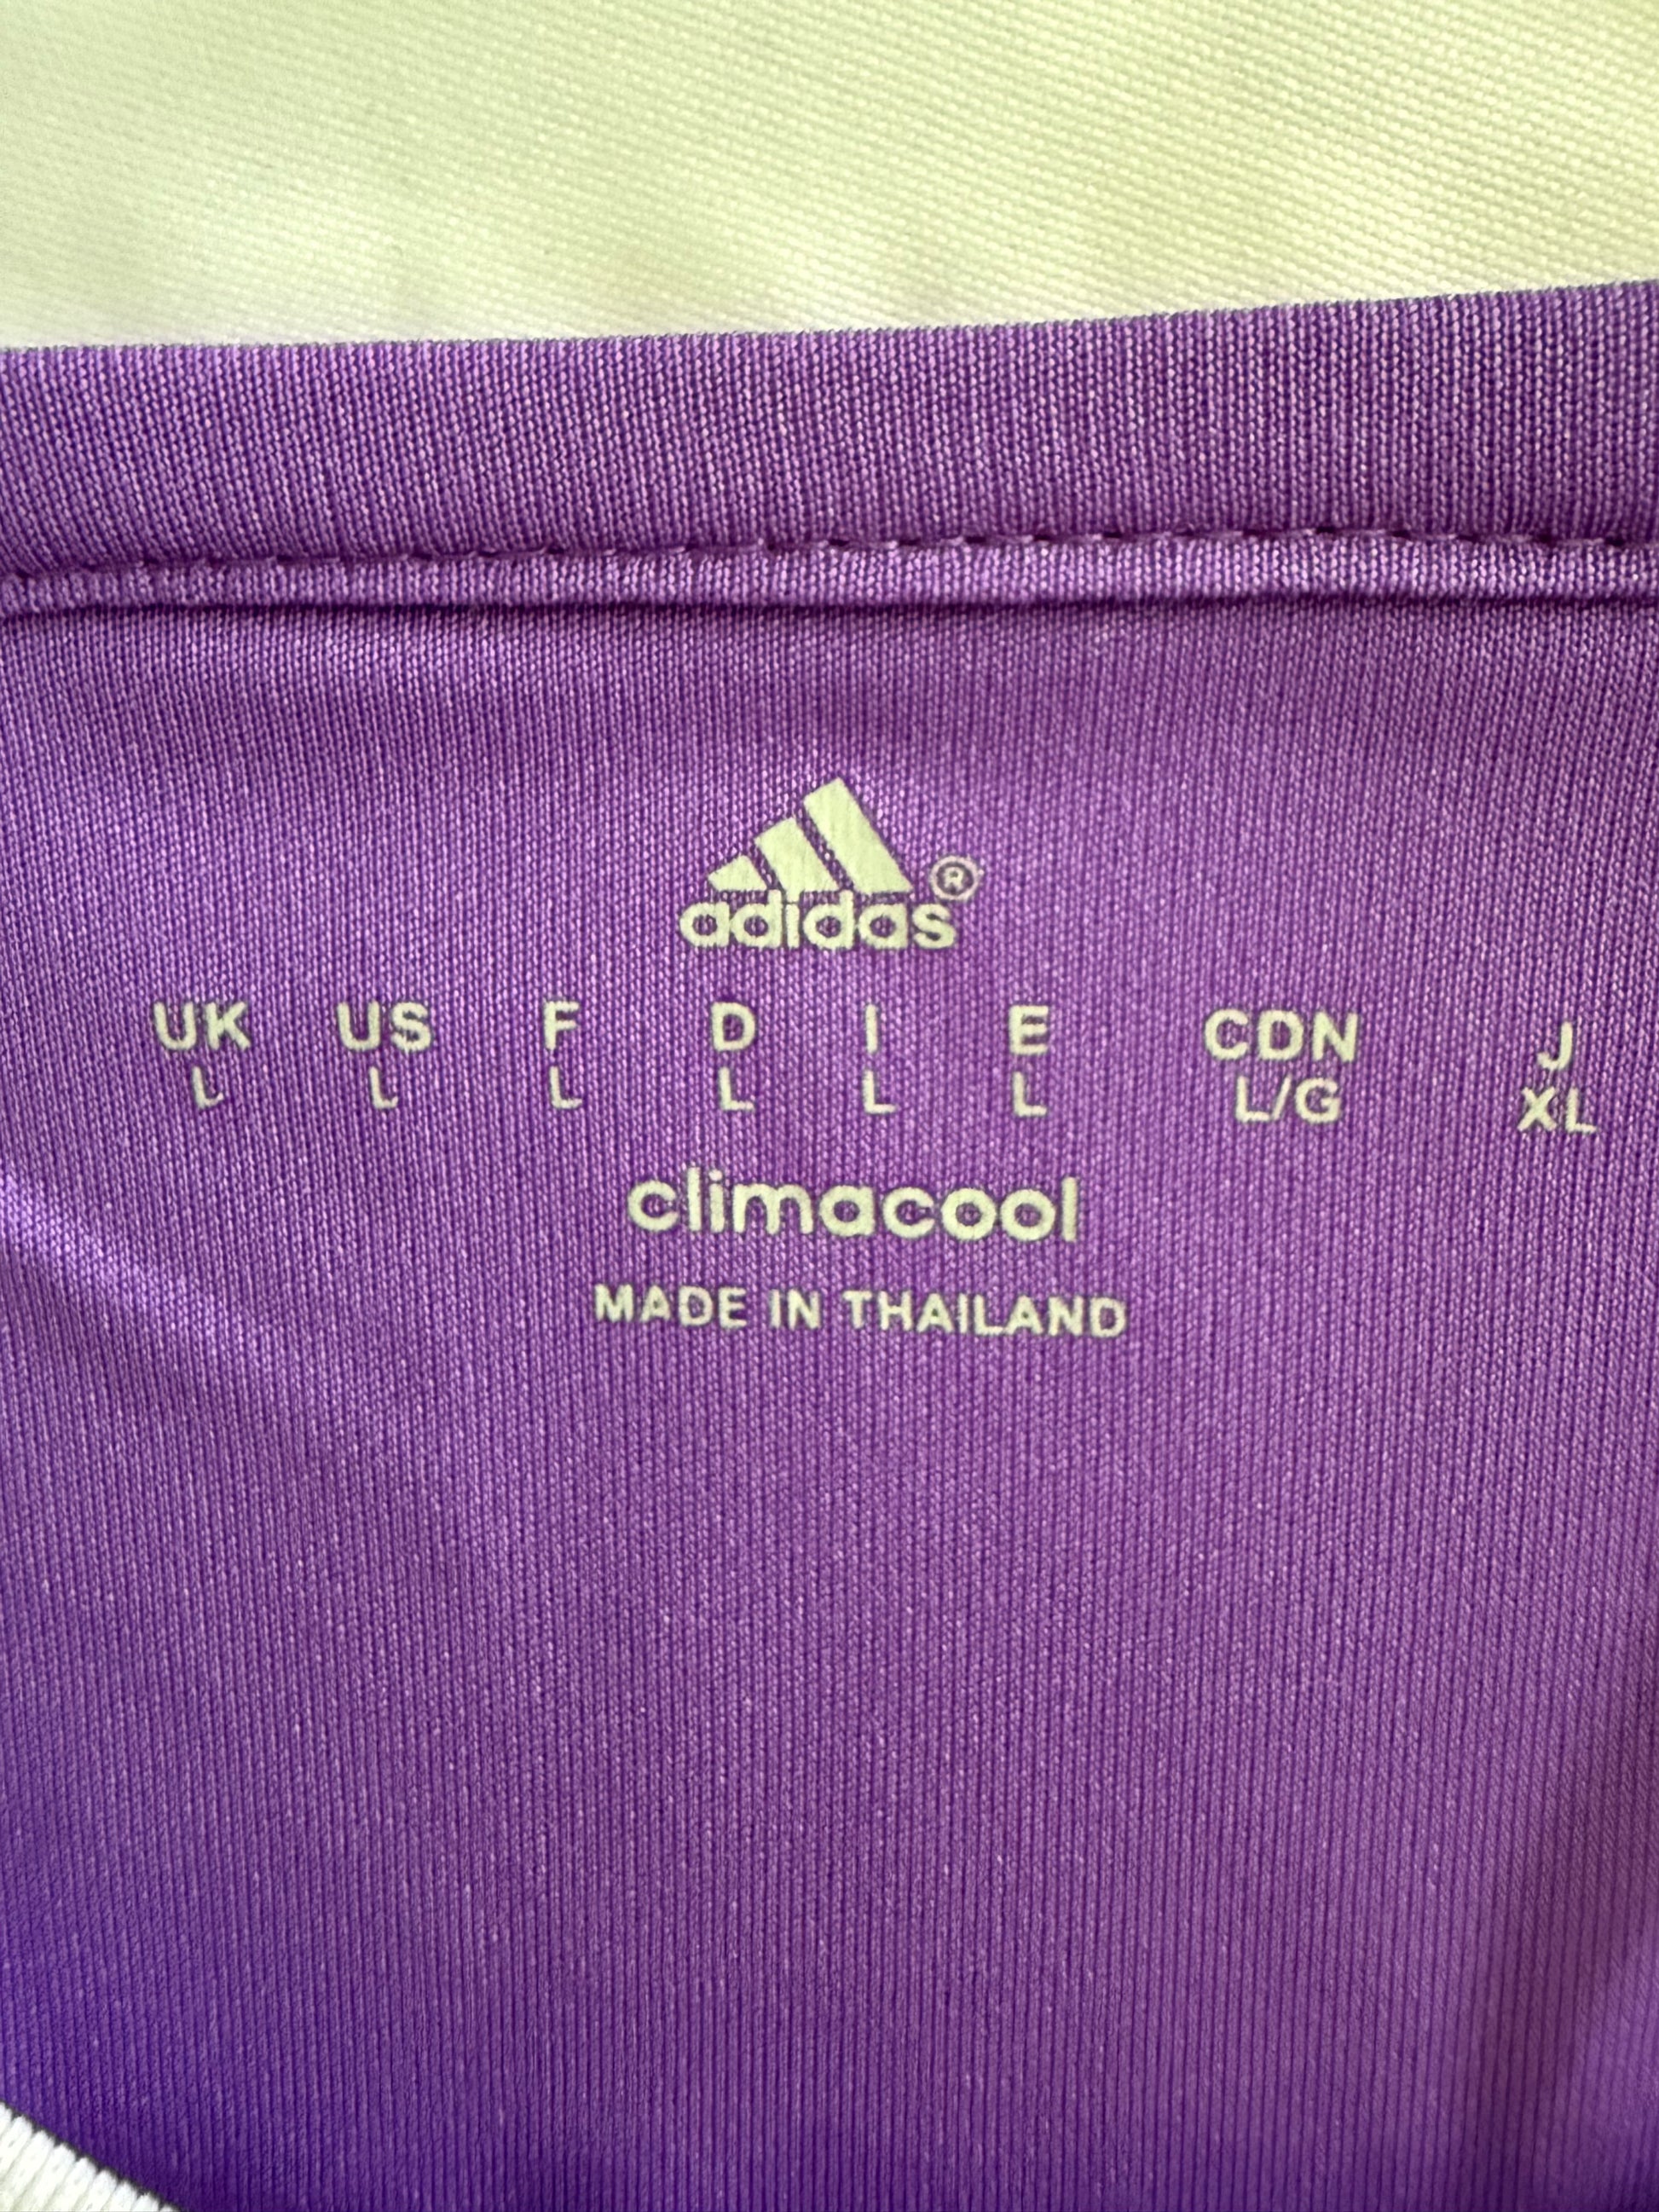 adidas®
UK US F D I E CDN J
L L L L L L L/G XL
climacool
MADE IN THAILAND